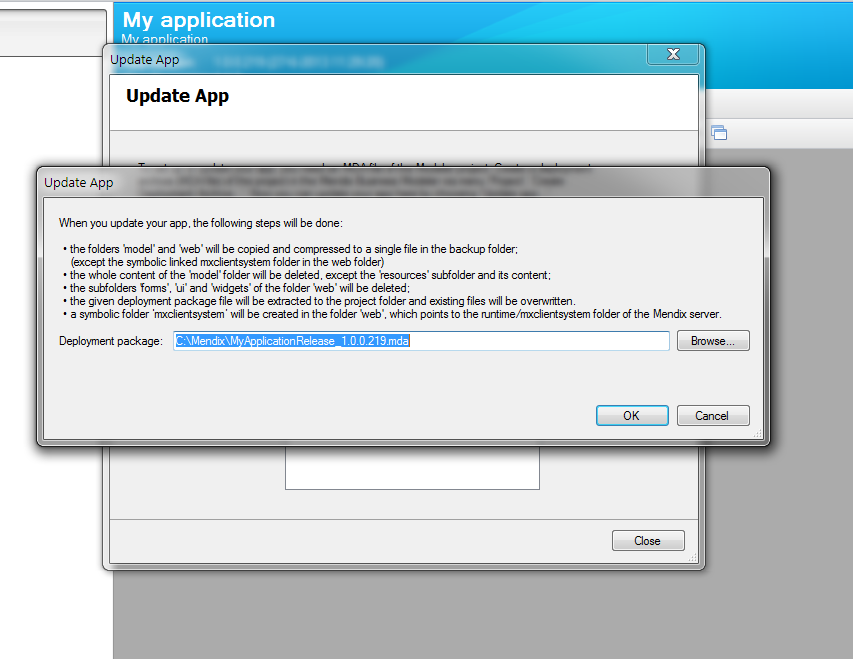 My application
My application
Update App
Update App
Update App
When you update your app, the following steps will be done:
• the folders 'model' and 'web' will be copied and compressed to a single file in the backup folder;
(except the symbolic linked mxclientsystem folder in the web folder)
• the whole content of the 'model' folder will be deleted, except the 'resources' subfolder and its content;
• the subfolders 'forms', 'ui' and 'widgets' of the folder 'web' will be deleted;
• the given deployment package file will be extracted to the project folder and existing files will be overwritten.
• a symbolic folder 'mxclientsystem' will be created in the folder 'web', which points to the runtime/mxclientsystem folder of the Mendix server.
Deployment package: C:\Mendix\MyApplicationRelease_1.0.0.219.mda Browse...
OK Cancel
Close